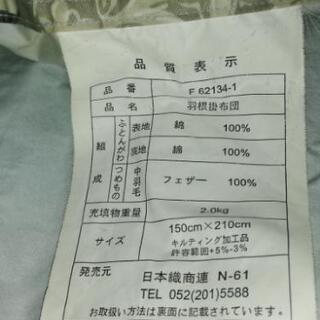 品質表示
品番 F 62134-1
品名 羽根掛布団
組成 ふとんがわ 表地 綿 100%
裏地 綿 100%
つめもの 中羽毛 フェザー 100%
充填物重量 2.0kg
サイズ 150cm×210cm
キルティング加工品
許容範囲+5%-3%
発売元 日本織商連 N-61
TEL 052(201)5588
お取扱い方法は裏面に記載されています。